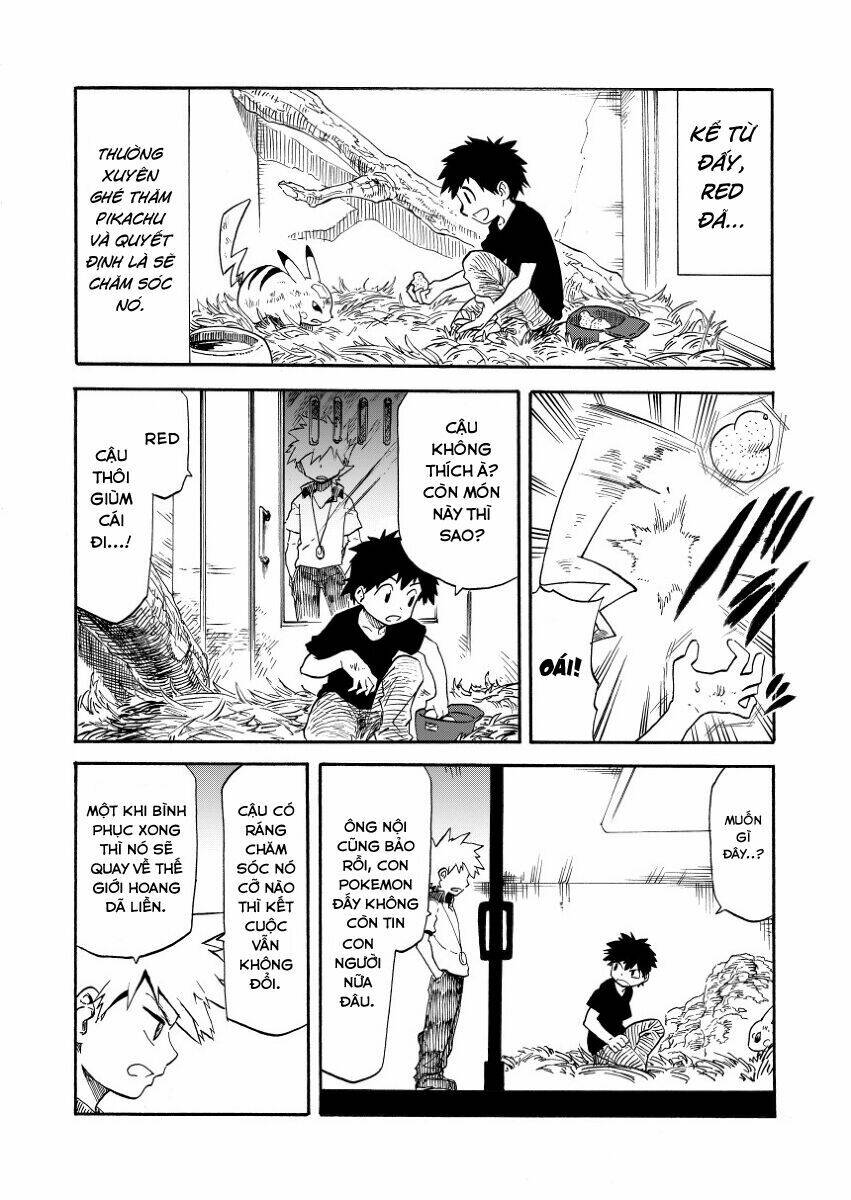 KỂ TỪ
ĐẤY,
RED
ĐÃ...
THƯỜNG
XUYÊN
GHÉ THĂM
PIKACHU
VÀ QUYẾT
ĐỊNH LÀ SẼ
CHĂM SÓC
NÓ.
OÁI!
CẬU
KHÔNG
THÍCH À?
CÒN MÓN
NÀY THÌ
SAO?
RED
CẬU
THÔI
GIÙM
CÁI
ĐI...!
MUỐN
GÌ
ĐÂY..?
ÔNG NỘI
CŨNG BẢO
RỒI, CON
POKEMON
ĐẤY KHÔNG
CÒN TIN
CON
NGƯỜI
NỮA
ĐÂU.
CẬU CÓ
RÁNG
CHĂM
SÓC NÓ
CỠ NÀO
THÌ KẾT
CUỘC
VẪN
KHÔNG
ĐỔI.
MỘT KHI BÌNH
PHỤC XONG
THÌ NÓ SẼ
QUAY VỀ THẾ
GIỚI HOANG
DÃ LIỀN.